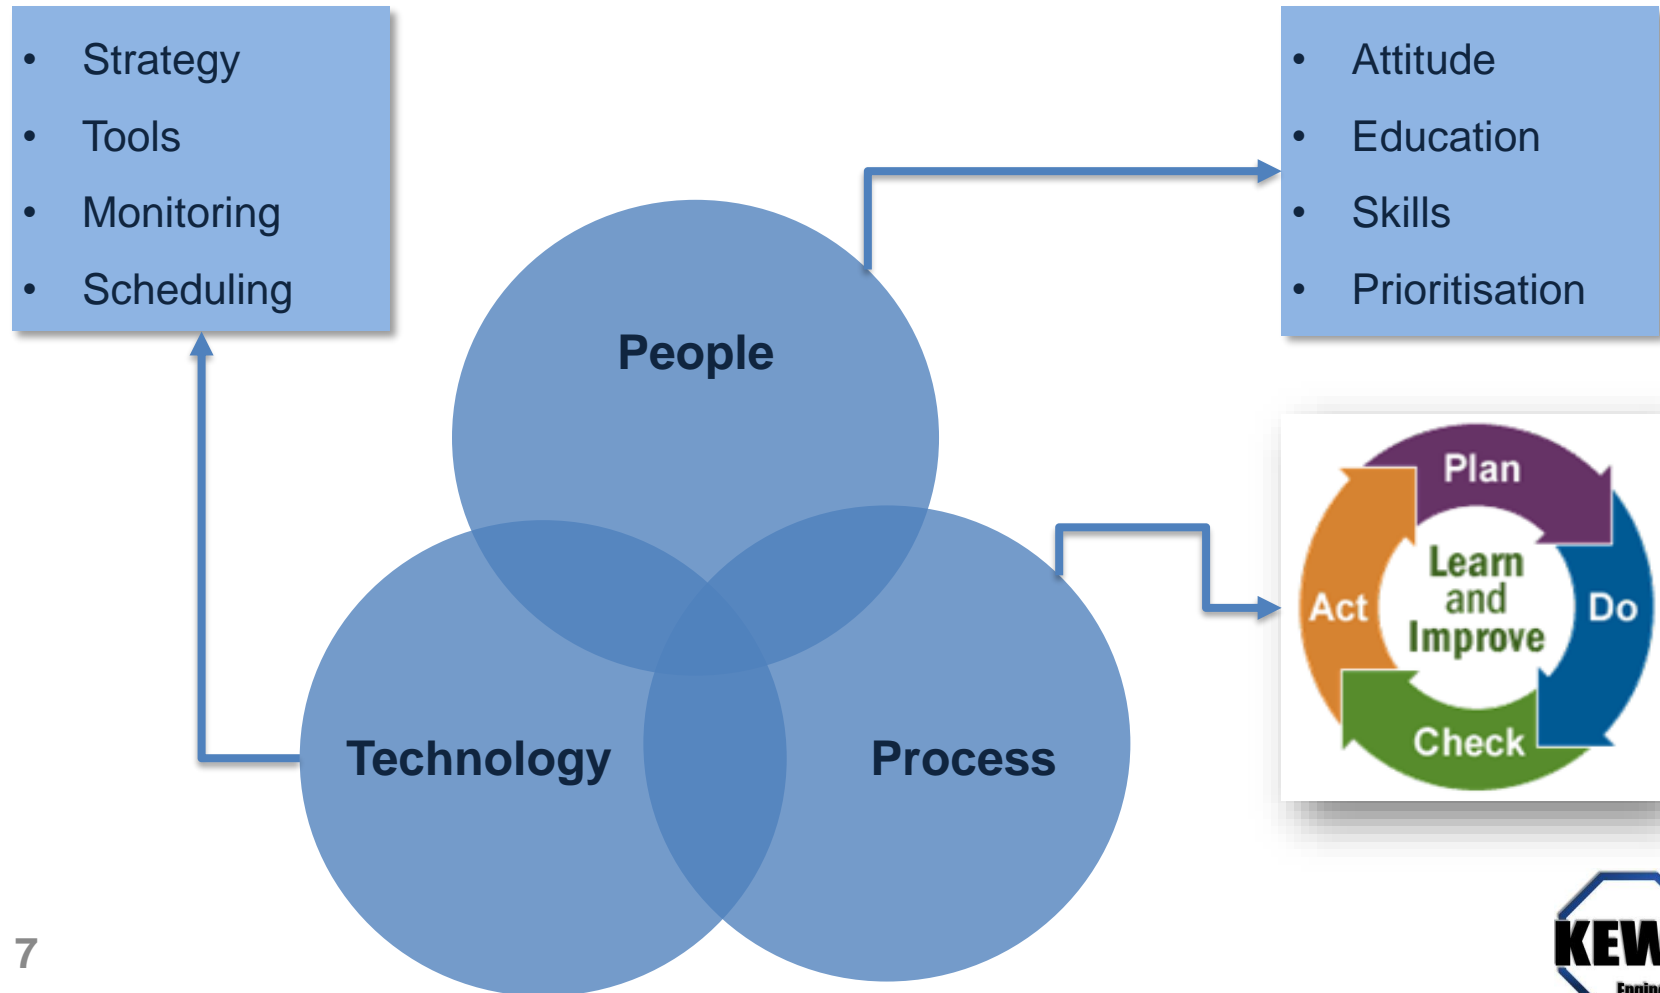 • Strategy
• Tools
• Monitoring
• Scheduling
• Attitude
• Education
• Skills
• Prioritisation
People
Technology
Process
Plan
Do
Check
Act
Learn
and
Improve
7